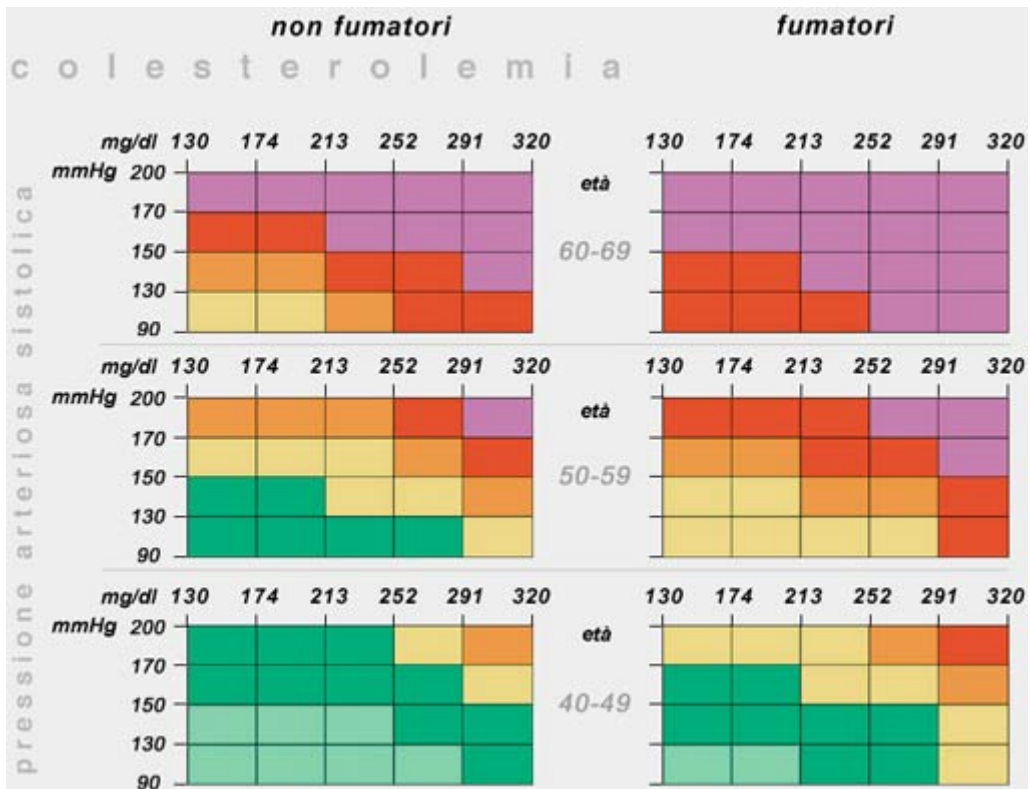 non fumatori fumatori
colesterolemia
mg/dl 130 174 213 252 291 320 130 174 213 252 291 320
mmHg 200 età
170
150 60-69
130
90
mg/dl 130 174 213 252 291 320 130 174 213 252 291 320
mmHg 200 età
170
150 50-59
130
90
mg/dl 130 174 213 252 291 320 130 174 213 252 291 320
mmHg 200 età
170
150 40-49
130
90
pressione arteriosa sistolica